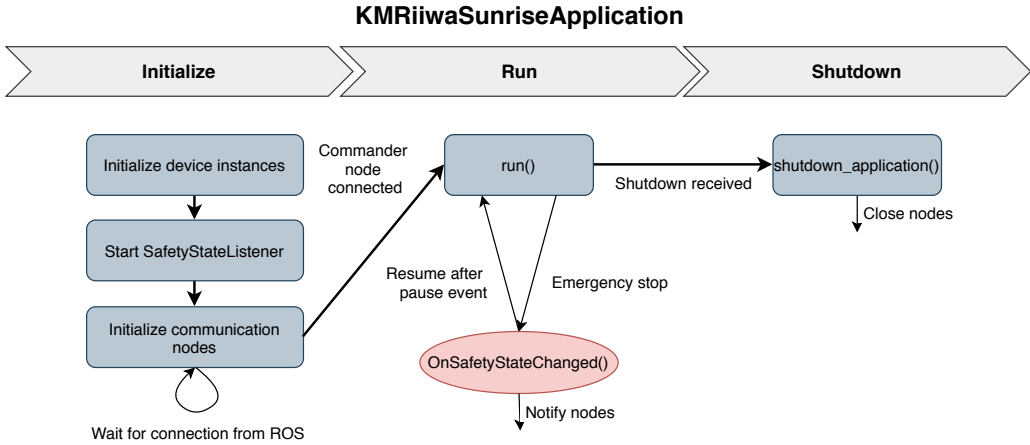 KMRiiwaSunriseApplication
Initialize
Run
Shutdown
Initialize device instances
Start SafetyStateListener
Initialize communication
nodes
Wait for connection from ROS
Commander
node
connected
run()
Shutdown received
shutdown_application()
Close nodes
Resume after
pause event
Emergency stop
OnSafetyStateChanged()
Notify nodes